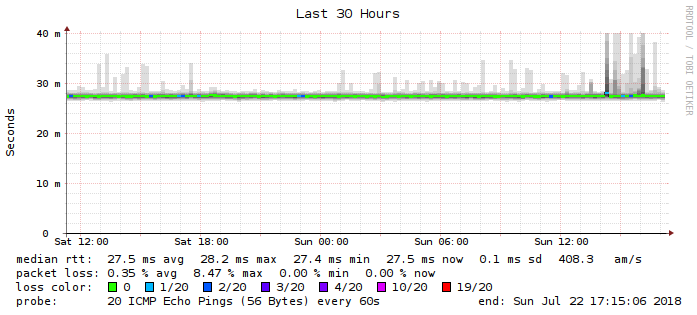 Last 30 Hours
RRDTOOL / TOBI OETIKER
Seconds
40 m
30 m
20 m
10 m
0
Sat 12:00 Sat 18:00 Sun 00:00 Sun 06:00 Sun 12:00
median rtt: 27.5 ms avg 28.2 ms max 27.4 ms min 27.5 ms now 0.1 ms sd 408.3 am/s
packet loss: 0.35 % avg 8.47 % max 0.00 % min 0.00 % now
loss color: 0 1/20 2/20 3/20 4/20 10/20 19/20
probe: 20 ICMP Echo Pings (56 Bytes) every 60s end: Sun Jul 22 17:15:06 2018